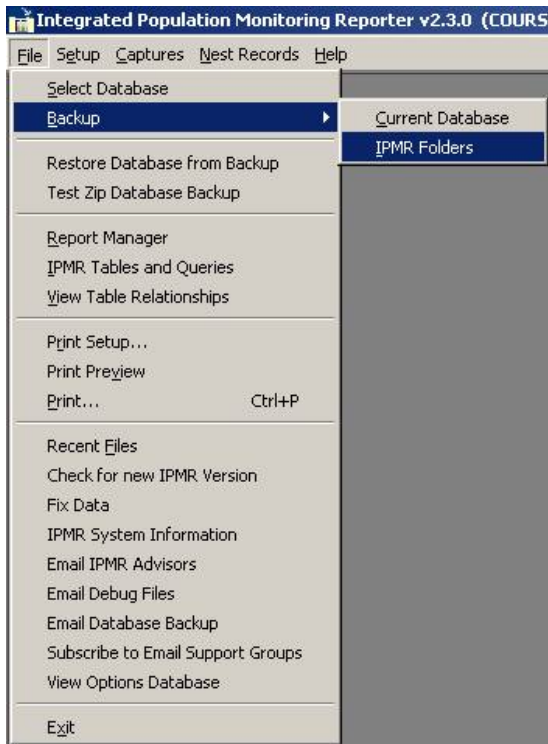 Integrated Population Monitoring Reporter v2.3.0 (COURS
File Setup Captures Nest Records Help
Select Database
Backup
Current Database
IPMR Folders
Restore Database from Backup
Test Zip Database Backup
Report Manager
IPMR Tables and Queries
View Table Relationships
Print Setup...
Print Preview
Print... Ctrl+P
Recent Files
Check for new IPMR Version
Fix Data
IPMR System Information
Email IPMR Advisors
Email Debug Files
Email Database Backup
Subscribe to Email Support Groups
View Options Database
Exit